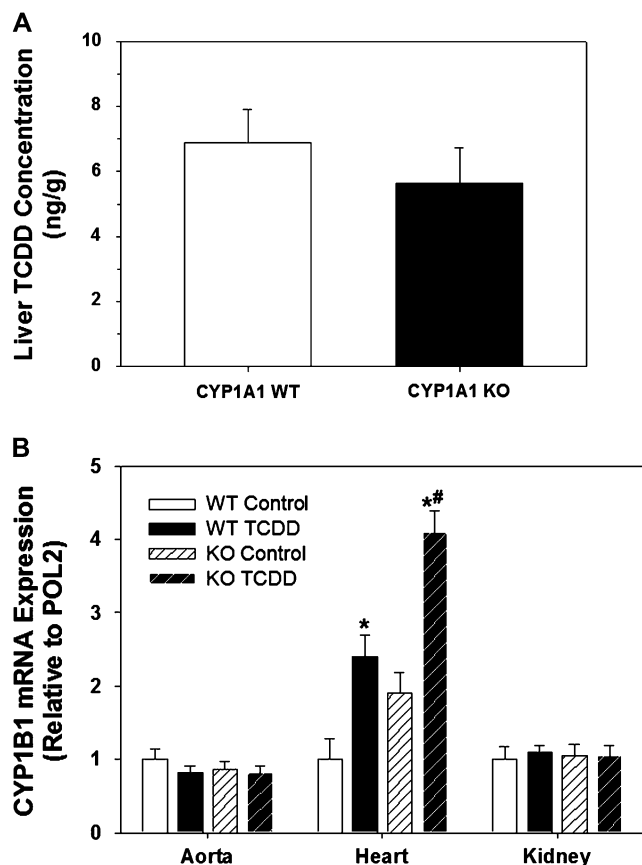 A
Liver TCDD Concentration
(ng/g)
10
8
6
4
2
0
CYP1A1 WT
CYP1A1 KO
B
CYP1B1 mRNA Expression
(Relative to POL2)
5
4
3
2
1
0
WT Control
WT TCDD
KO Control
KO TCDD
*
*#
Aorta
Heart
Kidney